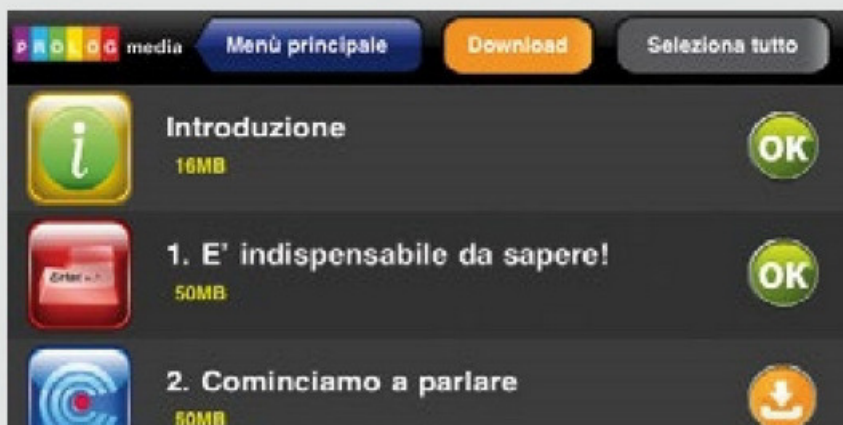 PROLOG media
Menù principale
Download
Seleziona tutto
Introduzione
16MB
OK
1. E' indispensabile da sapere!
50MB
OK
Enter
2. Cominciamo a parlare
50MB